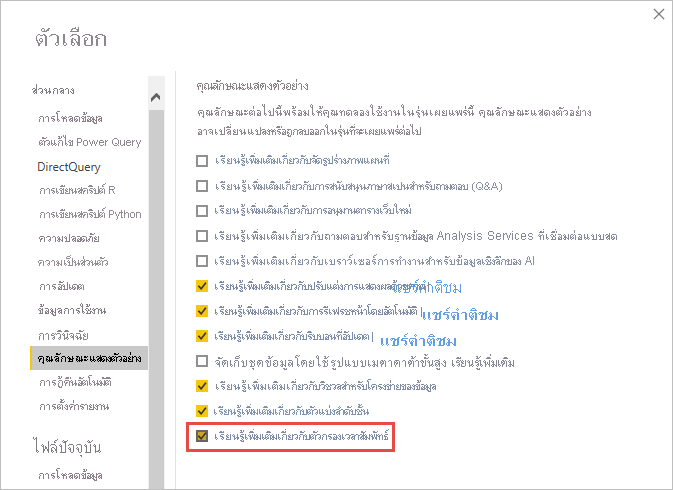 ตัวเลือก
ส่วนกลาง
การโหลดข้อมูล
ตัวแก้ไข Power Query
DirectQuery
การเขียนสคริปต์ R
การเขียนสคริปต์ Python
ความปลอดภัย
ความเป็นส่วนตัว
การอัปเดต
ข้อมูลการใช้งาน
การวินิจฉัย
คุณลักษณะแสดงตัวอย่าง
การกู้คืนอัตโนมัติ
การตั้งค่ารายงาน
ไฟล์ปัจจุบัน
การโหลดข้อมูล
คุณลักษณะแสดงตัวอย่าง
คุณลักษณะต่อไปนี้พร้อมให้คุณทดลองใช้งานในรุ่นเผยแพร่นี้ คุณลักษณะแสดงตัวอย่าง
อาจเปลี่ยนแปลงหรือถูกลบออกในรุ่นที่จะเผยแพร่ต่อไป
เรียนรู้เพิ่มเติมเกี่ยวกับจัดรูปร่างภาพแผนที่
เรียนรู้เพิ่มเติมเกี่ยวกับการสนับสนุนภาษาสเปนสำหรับถามตอบ (Q&A)
เรียนรู้เพิ่มเติมเกี่ยวกับการอนุมานตารางเว็บใหม่
เรียนรู้เพิ่มเติมเกี่ยวกับถามตอบสำหรับฐานข้อมูล Analysis Services ที่เชื่อมต่อแบบสด
เรียนรู้เพิ่มเติมเกี่ยวกับเบราว์เซอร์การทำงานสำหรับข้อมูลเชิงลึกของ AI
เรียนรู้เพิ่มเติมเกี่ยวกับปรับแต่งการแสดงผลด้วย แชร์คำติชม
เรียนรู้เพิ่มเติมเกี่ยวกับการรีเฟรชหน้าโดยอัตโนมัติ | แชร์คำติชม
เรียนรู้เพิ่มเติมเกี่ยวกับริบบอนที่อัปเดต | แชร์คำติชม
จัดเก็บชุดข้อมูลโดยใช้รูปแบบเมตาดาต้าขั้นสูง เรียนรู้เพิ่มเติม
เรียนรู้เพิ่มเติมเกี่ยวกับวิชวลสำหรับโครงข่ายของข้อมูล
เรียนรู้เพิ่มเติมเกี่ยวกับตัวแบ่งลำดับชั้น
เรียนรู้เพิ่มเติมเกี่ยวกับตัวกรองเวลาสัมพัทธ์